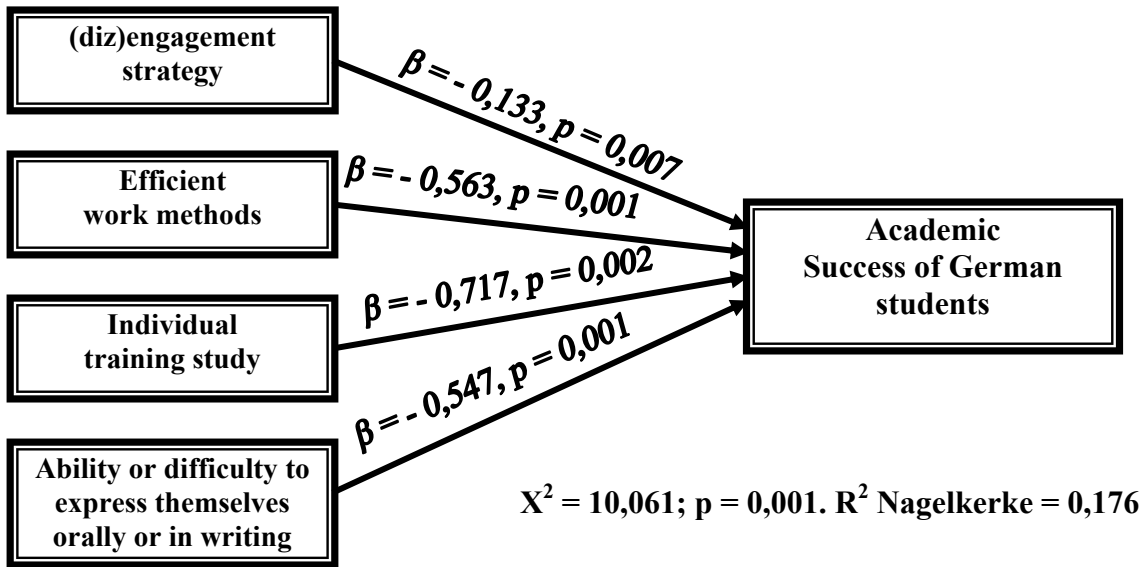 (diz)engagement
strategy
β = - 0,133, p = 0,007
Efficient
work methods
β = - 0,563, p = 0,001
Individual
training study
β = - 0,717, p = 0,002
Ability or difficulty to
express themselves
orally or in writing
β = - 0,547, p = 0,001
Academic
Success of German
students
X² = 10,061; p = 0,001. R² Nagelkerke = 0,176